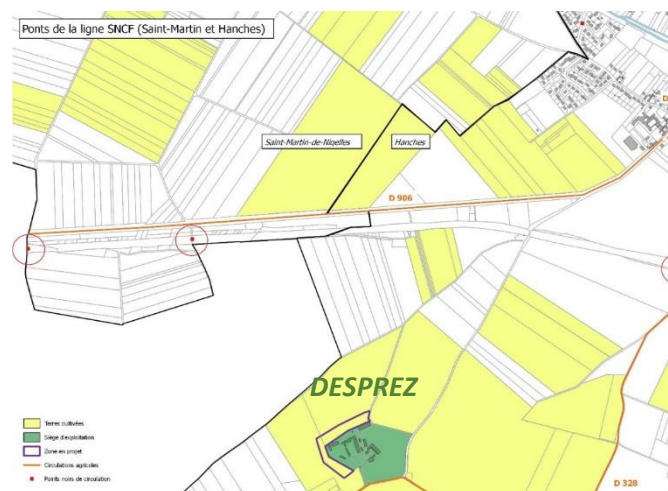 Ponts de la ligne SNCF (Saint-Martin et Hanches)
Saint-Martin-de-Nigelles
Hanches
D 906
D
DESPREZ
Terres cultivées
Siège d'exploitation
Zone en projet
Circulations agricoles
Points noirs de circulation
D 328